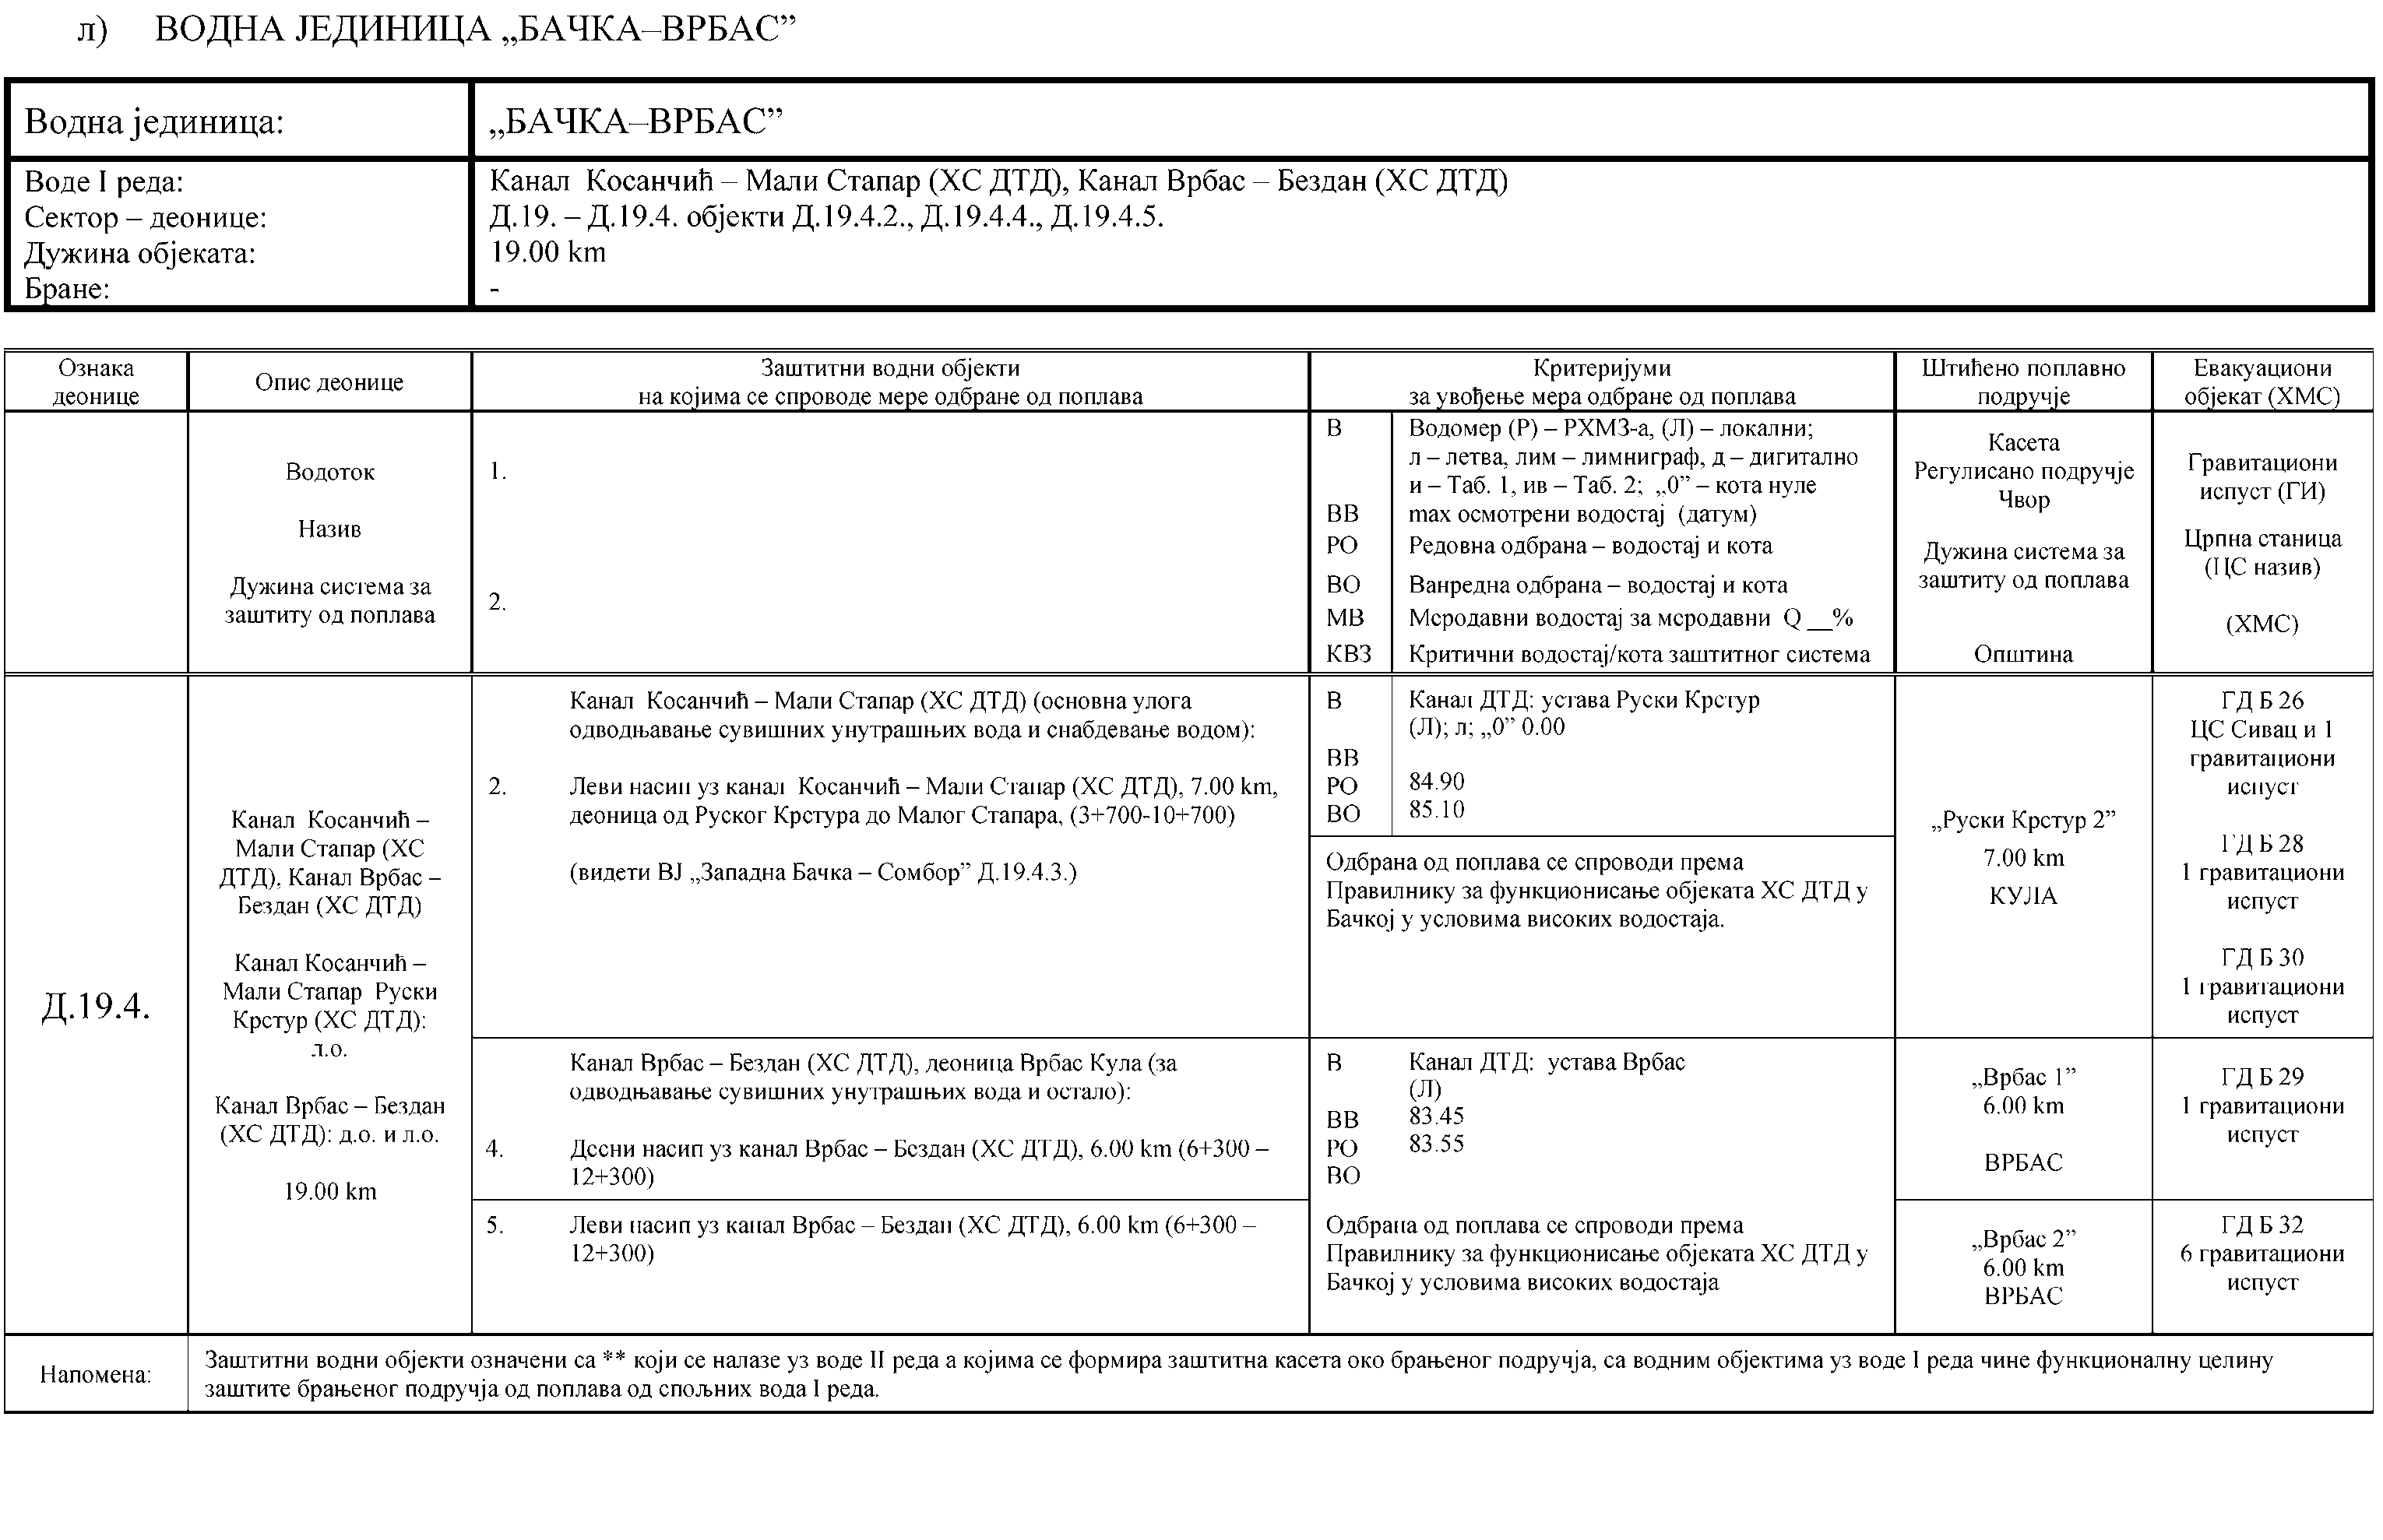 л) ВОДНА ЈЕДИНИЦА „БАЧКА–ВРБАС”
Водна јединица:
„БАЧКА–ВРБАС”
Воде I реда:
Канал Косанчић – Мали Стапар (ХС ДТД), Канал Врбас – Бездан (ХС ДТД)
Сектор – деонице:
Д.19. – Д.19.4. објекти Д.19.4.2., Д.19.4.4., Д.19.4.5.
Дужина објеката:
19.00 km
Бране:
-
Ознака
деонице
Опис деонице
Заштитни водни објекти
на којима се спроводе мере одбране од поплава
Критеријуми
за увођење мера одбране од поплава
Штићено поплавно
подручје
Евакуациони
објекат (ХМС)
Водоток
Назив
Дужина система за
заштиту од поплава
1.
2.
В Водомер (Р) – РХМЗ-а, (Л) – локални;
л – летва, лим – лимниграф, д – дигитално
и – Таб. 1, ив – Таб. 2; „0” – кота нуле
ВВ max осмотрени водостај (датум)
РО Редовна одбрана – водостај и кота
ВО Ванредна одбрана – водостај и кота
МВ Меродавни водостај за меродавни Q __%
КВЗ Критични водостај/кота заштитног система
Касета
Регулисано подручје
Чвор
Дужина система за
заштиту од поплава
Општина
Гравитациони
испуст (ГИ)
Црпна станица
(ЦС назив)
(ХМС)
Д.19.4.
Канал Косанчић –
Мали Стапар (ХС
ДТД), Канал Врбас –
Бездан (ХС ДТД)
Канал Косанчић –
Мали Стапар Руски
Крстур (ХС ДТД):
л.о.
Канал Врбас – Бездан
(ХС ДТД): д.о. и л.о.
19.00 km
Канал Косанчић – Мали Стапар (ХС ДТД) (основна улога
одводњавање сувишних унутрашњих вода и снабдевање водом):
2. Леви насип уз канал Косанчић – Мали Стапар (ХС ДТД), 7.00 km,
деоница од Руског Крстура до Малог Стапара, (3+700-10+700)
(видети ВЈ „Западна Бачка – Сомбор” Д.19.4.3.)
В Канал ДТД: устава Руски Крстур
(Л); л; „0” 0.00
ВВ
РО 84.90
ВО 85.10
Одбрана од поплава се спроводи према
Правилнику за функционисање објеката ХС ДТД у
Бачкој у условима високих водостаја.
„Руски Крстур 2”
7.00 km
КУЛА
ГД Б 26
ЦС Сивац и 1
гравитациони
испуст
ГД Б 28
1 гравитациони
испуст
ГД Б 30
1 гравитациони
испуст
Канал Врбас – Бездан (ХС ДТД), деоница Врбас Кула (за
одводњавање сувишних унутрашњих вода и остало):
4. Десни насип уз канал Врбас – Бездан (ХС ДТД), 6.00 km (6+300 –
12+300)
В Канал ДТД: устава Врбас
(Л)
ВВ 83.45
РО 83.55
ВО
„Врбас 1”
6.00 km
ВРБАС
ГД Б 29
1 гравитациони
испуст
5. Леви насип уз канал Врбас – Бездан (ХС ДТД), 6.00 km (6+300 –
12+300)
Одбрана од поплава се спроводи према
Правилнику за функционисање објеката ХС ДТД у
Бачкој у условима високих водостаја
„Врбас 2”
6.00 km
ВРБАС
ГД Б 32
6 гравитациони
испуст
Напомена:
Заштитни водни објекти означени са ** који се налазе уз воде II реда а којима се формира заштитна касета око брањеног подручја, са водним објектима уз воде I реда чине функционалну целину
заштите брањеног подручја од поплава од спољних вода I реда.